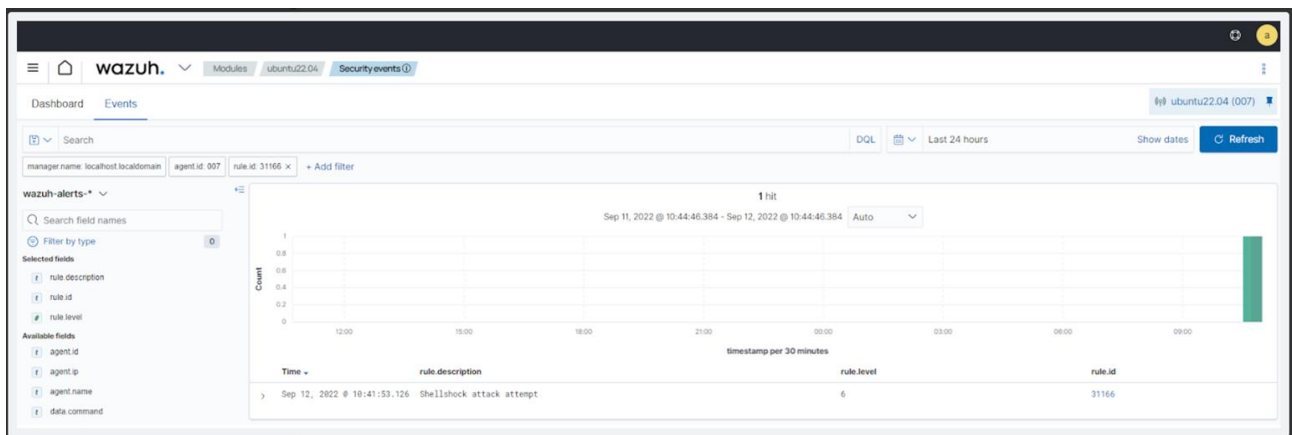 a
wazuh. Modules ubuntu22.04 Security events
Dashboard Events ubuntu22.04 (007)
Search DQL Last 24 hours Show dates Refresh
manager.name: localhost.localdomain agent.id: 007 rule.id: 31166 × + Add filter
wazuh-alerts-*
Search field names
Filter by type 0
Selected fields
t rule.description
t rule.id
# rule.level
Available fields
t agent.id
t agent.ip
t agent.name
t data.command
1 hit
Sep 11, 2022 @ 10:44:46.384 - Sep 12, 2022 @ 10:44:46.384 Auto
Count
1
0.8
0.6
0.4
0.2
0
12:00 15:00 18:00 21:00 00:00 03:00 06:00 09:00
timestamp per 30 minutes
Time rule.description rule.level rule.id
> Sep 12, 2022 @ 10:41:53.126 Shellshock attack attempt 6 31166